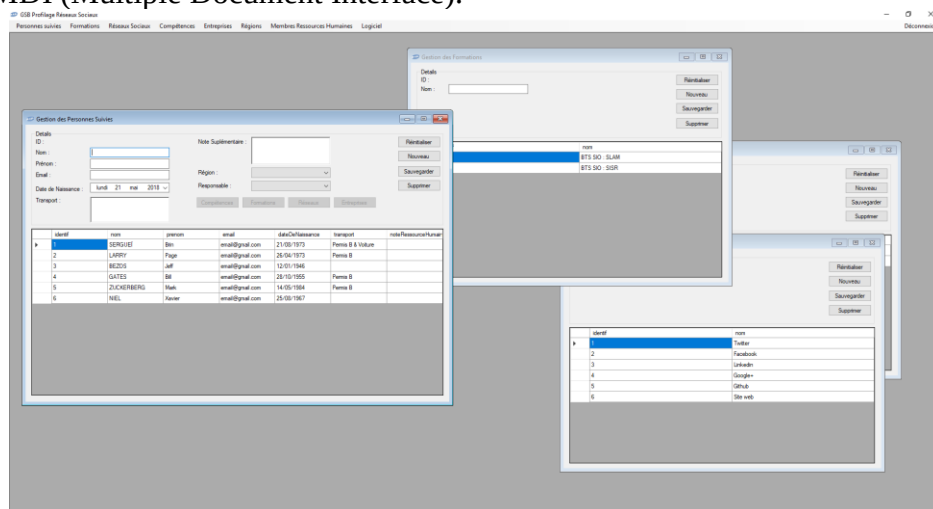 MDI (Multiple Document Interface).
GSB Profilage Réseaux Sociaux
Personnes suivies Formations Réseaux Sociaux Compétences Entreprises Régions Membres Ressources Humaines Logiciel Déconnexio
Gestion des Formations
Details
ID :
Nom :
Réinitialiser
Nouveau
Sauvegarder
Supprimer
nom
BTS SIO : SLAM
BTS SIO : SISR
Gestion des Personnes Suivies
Details
ID :
Nom :
Prénom :
Email :
Date de Naissance : lundi 21 mai 2018
Transport :
Note Suplémentaire :
Région :
Responsable :
Compétences Formations Réseaux Entreprises
Réinitialiser
Nouveau
Sauvegarder
Supprimer
identif nom prenom email dateDeNaissance transport noteRessourceHumain
1 SERGUEÏ Brin email@gmail.com 21/08/1973 Permis B & Voiture
2 LARRY Page email@gmail.com 26/04/1973 Permis B
3 BEZOS Jeff email@gmail.com 12/01/1946
4 GATES Bill email@gmail.com 28/10/1955 Permis B
5 ZUCKERBERG Mark email@gmail.com 14/05/1984 Permis B
6 NIEL Xavier email@gmail.com 25/08/1967
Réinitialiser
Nouveau
Sauvegarder
Supprimer
Réinitialiser
Nouveau
Sauvegarder
Supprimer
identif nom
1 Twitter
2 Facebook
3 Linkedin
4 Google+
5 Github
6 Site web